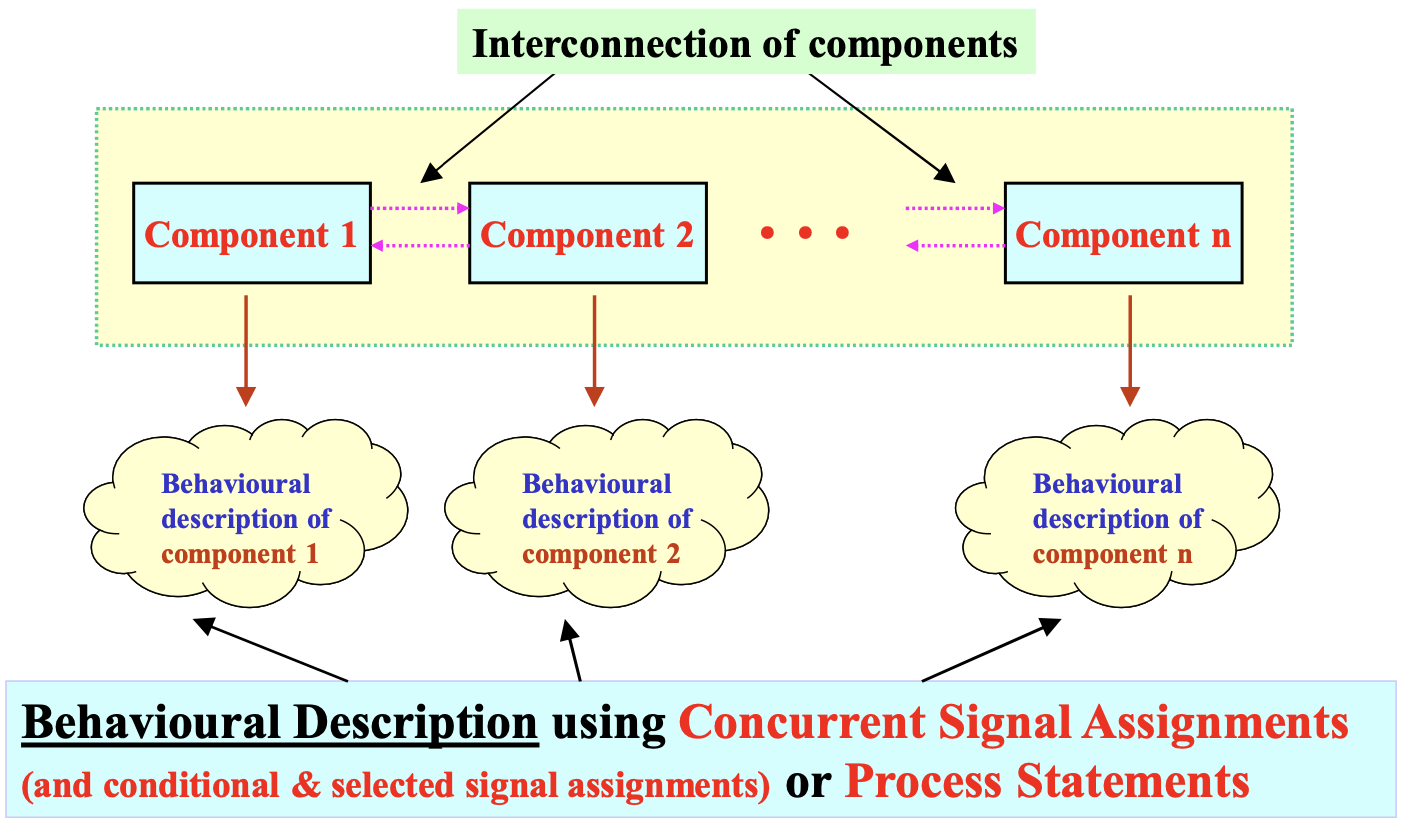 Interconnection of components
Component 1
Component 2
• • •
Component n
Behavioural
description of
component 1
Behavioural
description of
component 2
Behavioural
description of
component n
Behavioural Description using Concurrent Signal Assignments
(and conditional & selected signal assignments) or Process Statements